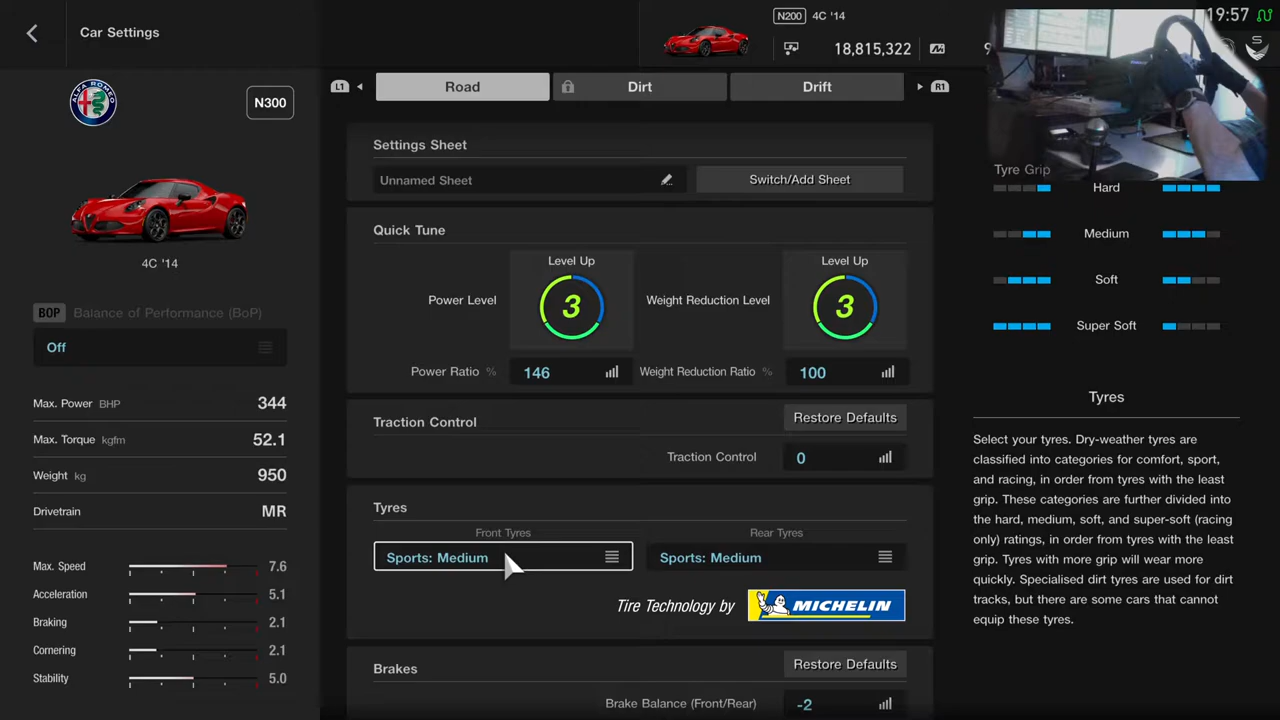 Car Settings
N200 4C '14
18,815,322
19:57
ALFA ROMEO
N300
4C '14
BOP Balance of Performance (BoP)
Off
Max. Power BHP 344
Max. Torque kgfm 52.1
Weight kg 950
Drivetrain MR
Max. Speed 7.6
Acceleration 5.1
Braking 2.1
Cornering 2.1
Stability 5.0
L1 Road Dirt Drift R1
Settings Sheet
Unnamed Sheet Switch/Add Sheet
Quick Tune
Level Up Level Up
Power Level 3 Weight Reduction Level 3
Power Ratio % 146 Weight Reduction Ratio % 100
Traction Control Restore Defaults
Traction Control 0
Tyres
Front Tyres Rear Tyres
Sports: Medium Sports: Medium
Tire Technology by MICHELIN
Brakes Restore Defaults
Brake Balance (Front/Rear) -2
Tyre Grip
Hard
Medium
Soft
Super Soft
Tyres
Select your tyres. Dry-weather tyres are
classified into categories for comfort, sport,
and racing, in order from tyres with the least
grip. These categories are further divided into
the hard, medium, soft, and super-soft (racing
only) ratings, in order from tyres with the least
grip. Tyres with more grip will wear more
quickly. Specialised dirt tyres are used for dirt
tracks, but there are some cars that cannot
equip these tyres.